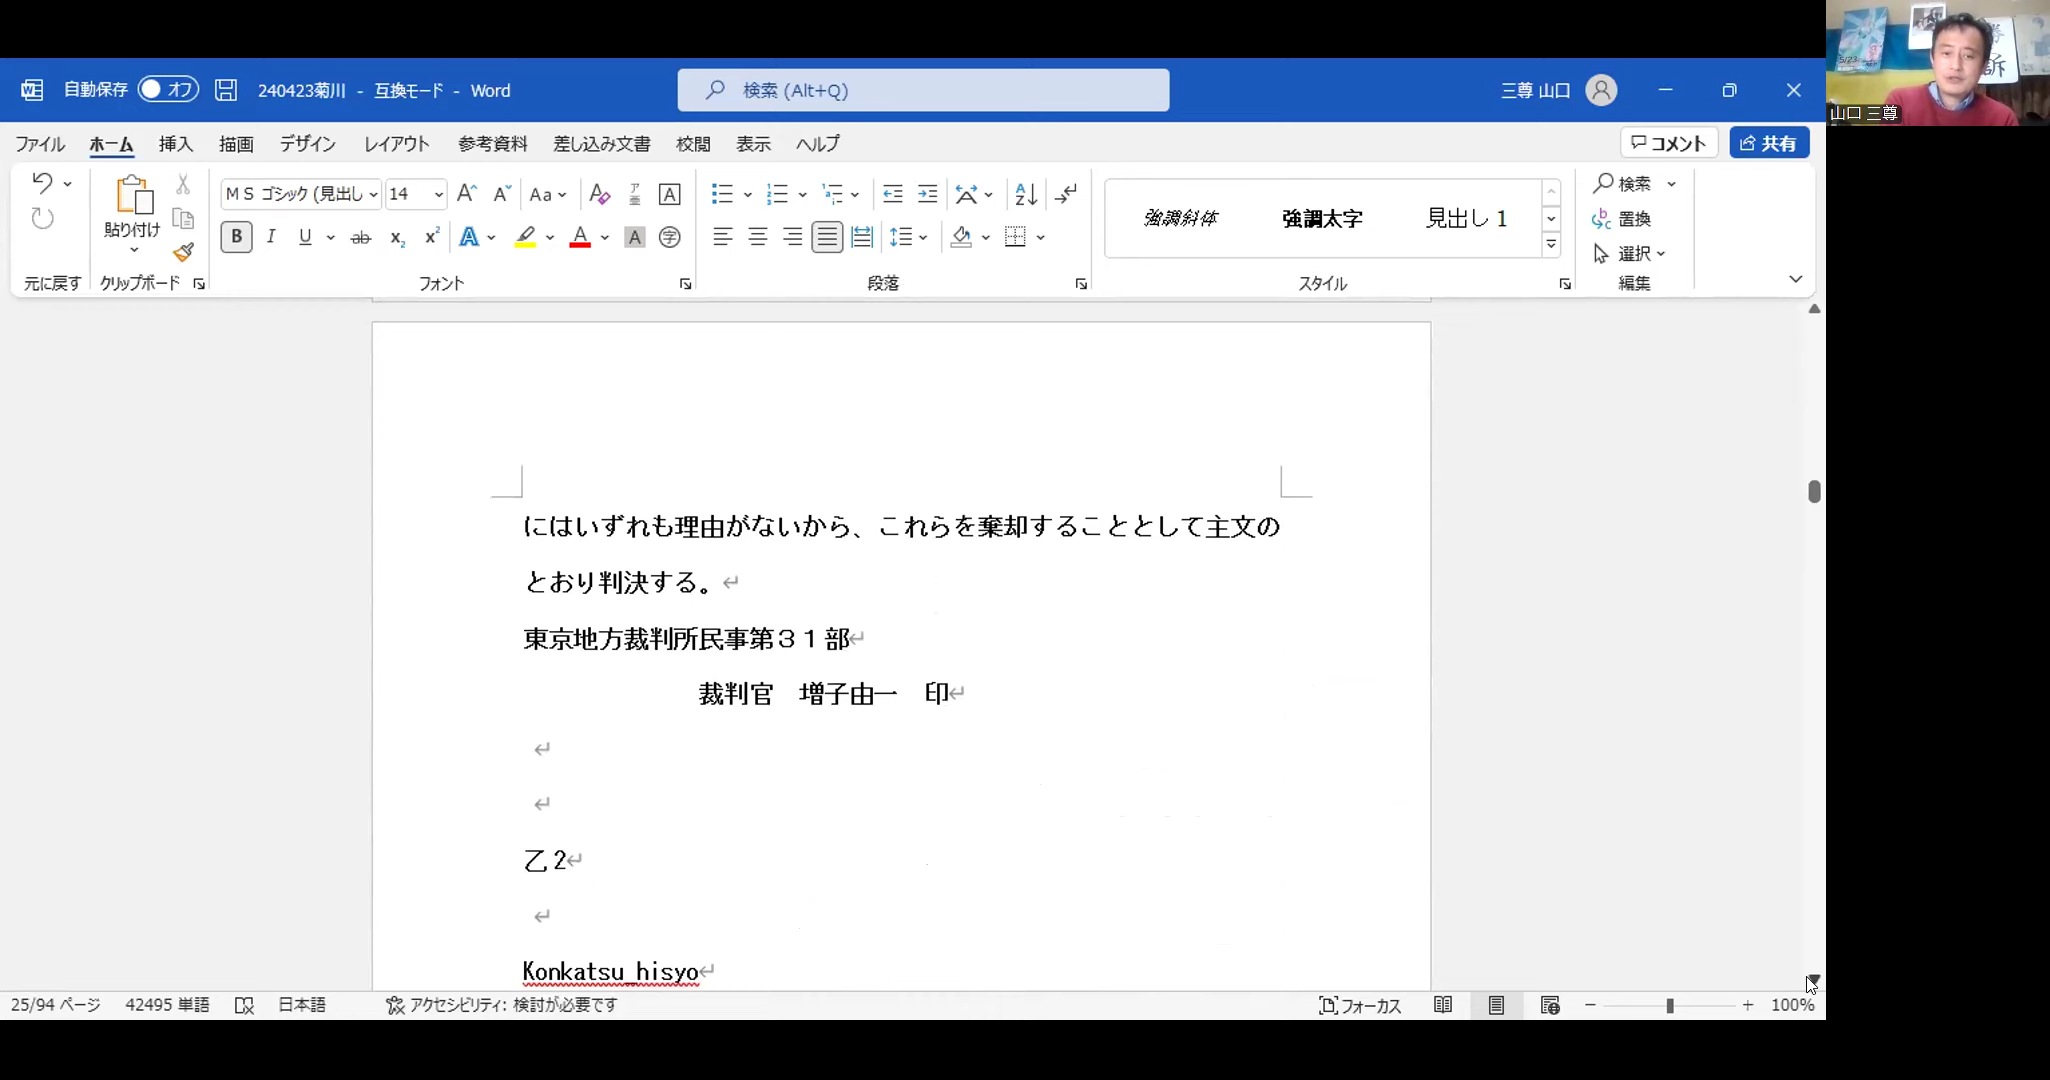 自動保存 オフ 240423菊川 - 互換モード - Word 検索 (Alt+Q) 三尊 山口
ファイル ホーム 挿入 描画 デザイン レイアウト 参考資料 差し込み文書 校閲 表示 ヘルプ コメント 共有
ＭＳ ゴシック (見出し 14 Aa
貼り付け
強調斜体 強調太字 見出し 1
検索
置換
選択
元に戻す クリップボード フォント 段落 スタイル 編集
にはいずれも理由がないから、これらを棄却することとして主文の
とおり判決する。
東京地方裁判所民事第３１部
裁判官　増子由一　印
乙2
Konkatsu_hisyo
25/94 ページ 42495 単語 日本語 アクセシビリティ: 検討が必要です フォーカス 100%
山口 三尊